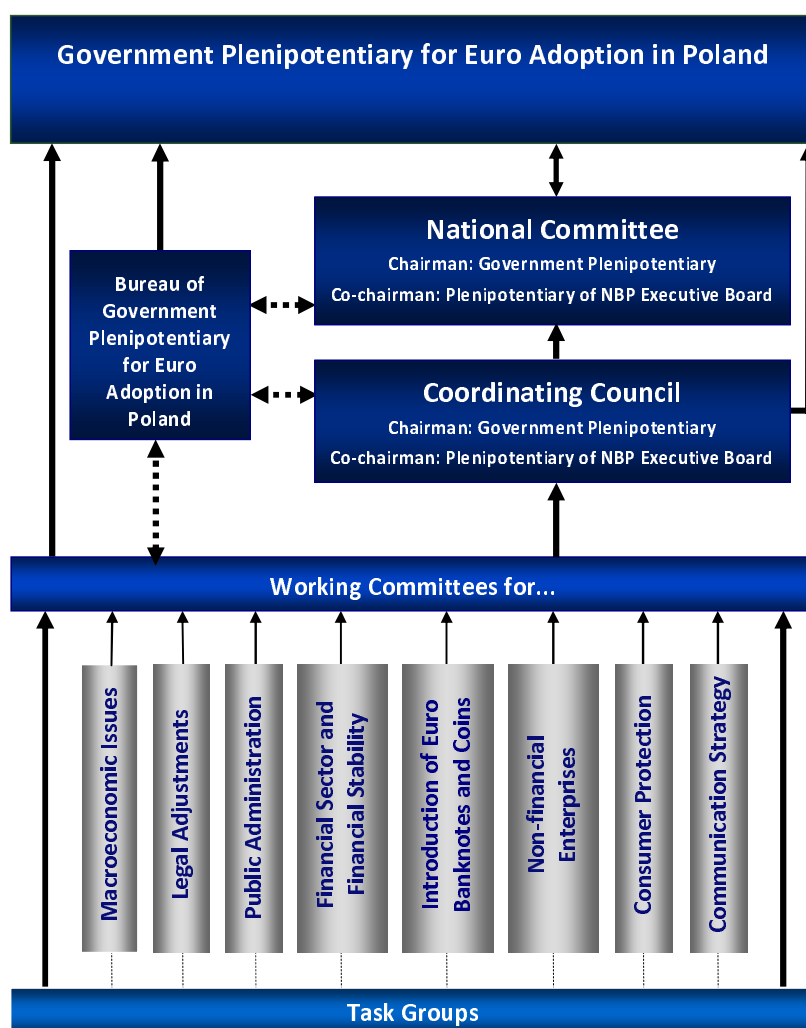 Government Plenipotentiary for Euro Adoption in Poland
National Committee
Chairman: Government Plenipotentiary
Co-chairman: Plenipotentiary of NBP Executive Board
Bureau of
Government
Plenipotentiary
for Euro
Adoption in
Poland
Coordinating Council
Chairman: Government Plenipotentiary
Co-chairman: Plenipotentiary of NBP Executive Board
Working Committees for...
Macroeconomic Issues
Legal Adjustments
Public Administration
Financial Sector and
Financial Stability
Introduction of Euro
Banknotes and Coins
Non-financial
Enterprises
Consumer Protection
Communication Strategy
Task Groups